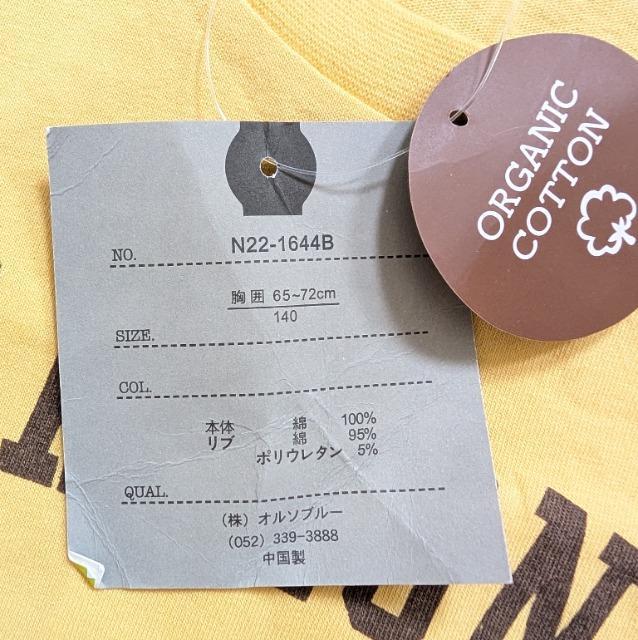 ORGANIC
COTTON
NO. N22-1644B
胸囲 65~72cm
140
SIZE.
COL.
本体 綿 100%
リブ 綿 95%
ポリウレタン 5%
QUAL.
(株) オルソブルー
(052) 339-3888
中国製